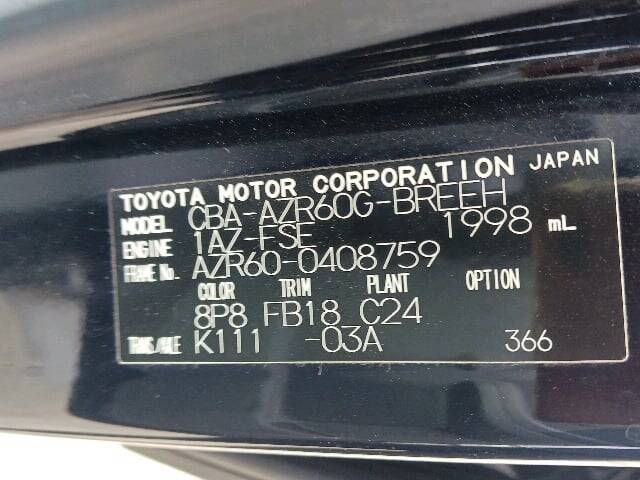 TOYOTA MOTOR CORPORATION JAPAN
MODEL CBA-AZR60G-BREEH
ENGINE 1AZ-FSE 1998 mL
FRAME No. AZR60-0408759
COLOR TRIM PLANT OPTION
8P8 FB18 C24
TRANS/AXLE K111 -03A 366